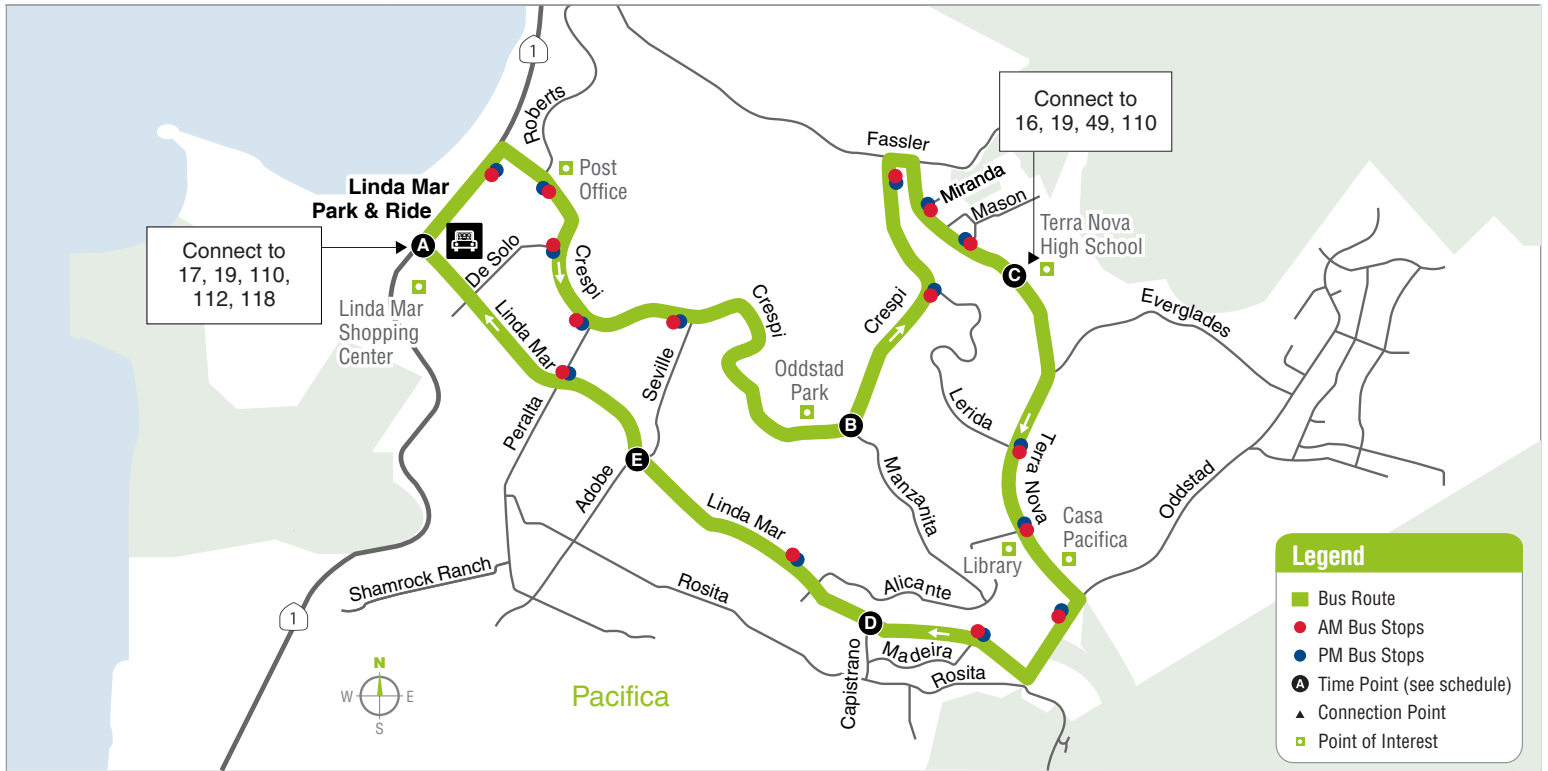 1
Roberts
Post
Office
Linda Mar
Park & Ride
A
Connect to
17, 19, 110,
112, 118
De Solo
Crespi
Linda Mar
Shopping
Center
Linda Mar
Crespi
Seville
Peralta
Oddstad
Park
B
Crespi
Fassler
Connect to
16, 19, 49, 110
Miranda
Mason
Terra Nova
High School
C
Everglades
Lerida
Terra Nova
Oddstad
E
Adobe
Manzanita
Linda Mar
Casa
Pacifica
Library
Alicante
Shamrock Ranch
Rosita
D
Madeira
Capistrano
Rosita
1
N
W
E
S
Pacifica
Legend
Bus Route
AM Bus Stops
PM Bus Stops
A Time Point (see schedule)
Connection Point
Point of Interest